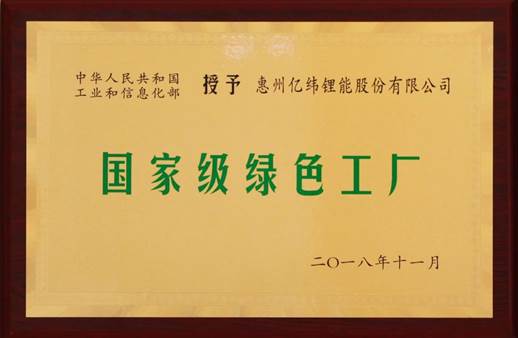 中华人民共和国
工业和信息化部 授予 惠州亿纬锂能股份有限公司
国家级绿色工厂
二〇一八年十一月